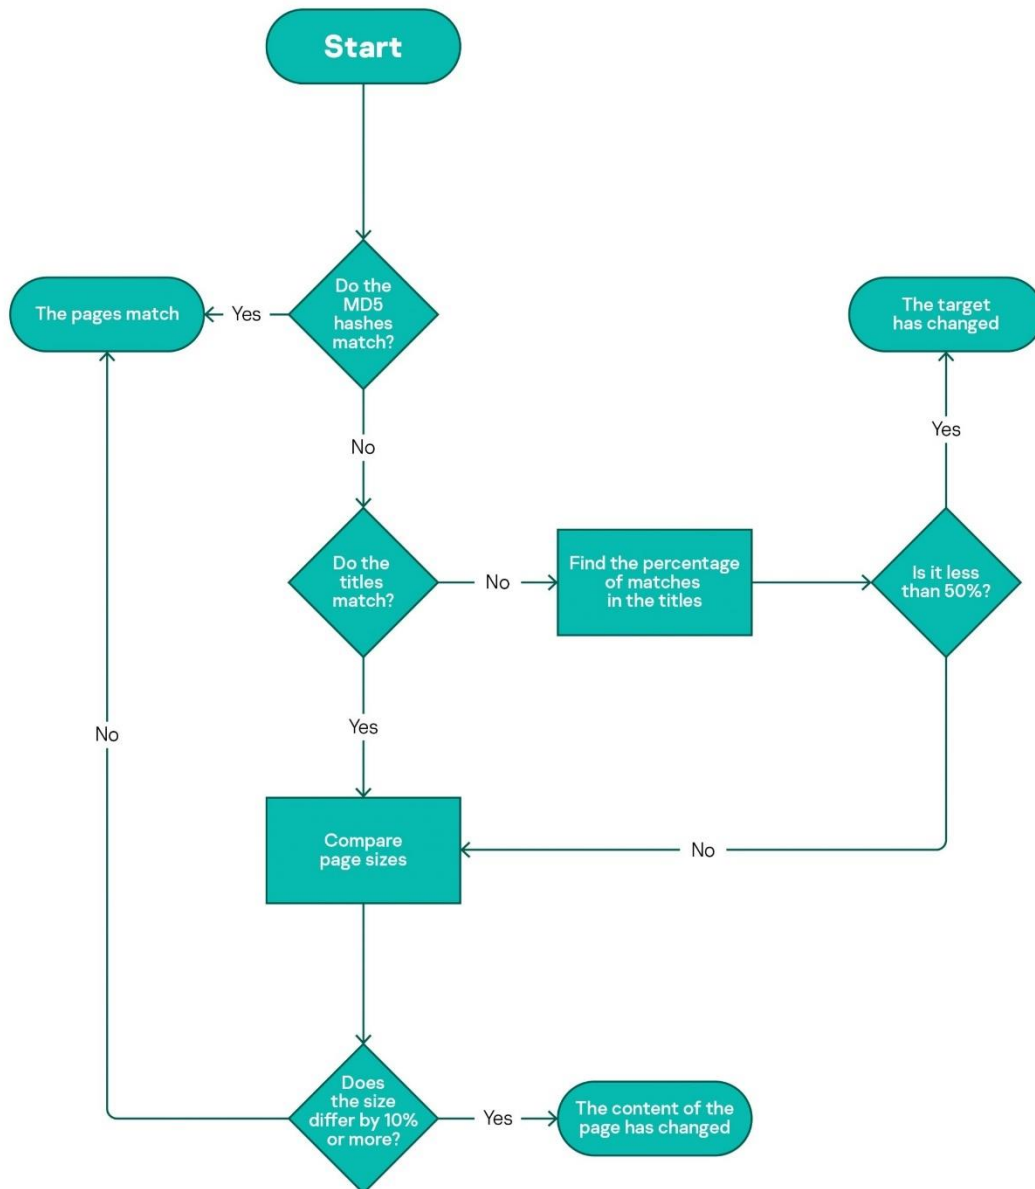 Start
Do the
MD5
hashes
match?
Yes
The pages match
The target
has changed
No
Yes
Do the
titles
match?
No
Find the percentage
of matches
in the titles
Is it less
than 50%?
Yes
No
Compare
page sizes
No
Does
the size
differ by 10%
or more?
Yes
The content of the
page has changed